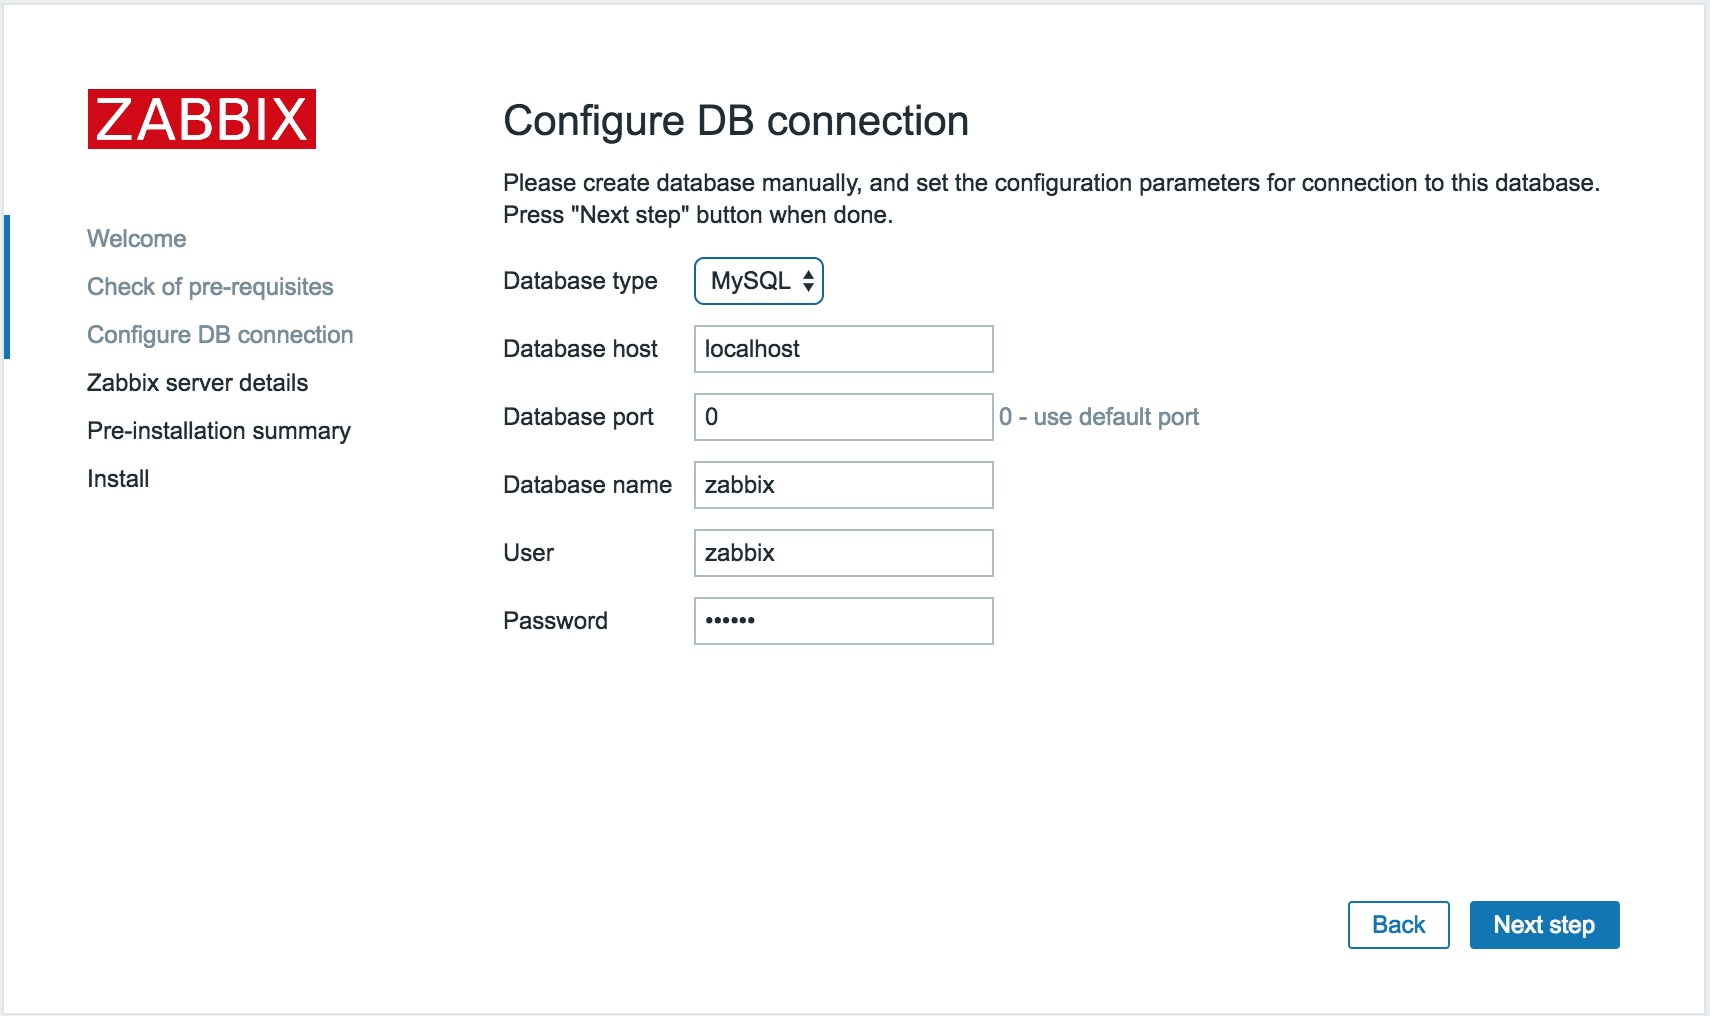 ZABBIX
Welcome
Check of pre-requisites
Configure DB connection
Zabbix server details
Pre-installation summary
Install
Configure DB connection
Please create database manually, and set the configuration parameters for connection to this database.
Press "Next step" button when done.
Database type MySQL
Database host localhost
Database port 0 0 - use default port
Database name zabbix
User zabbix
Password ••••••
Back Next step